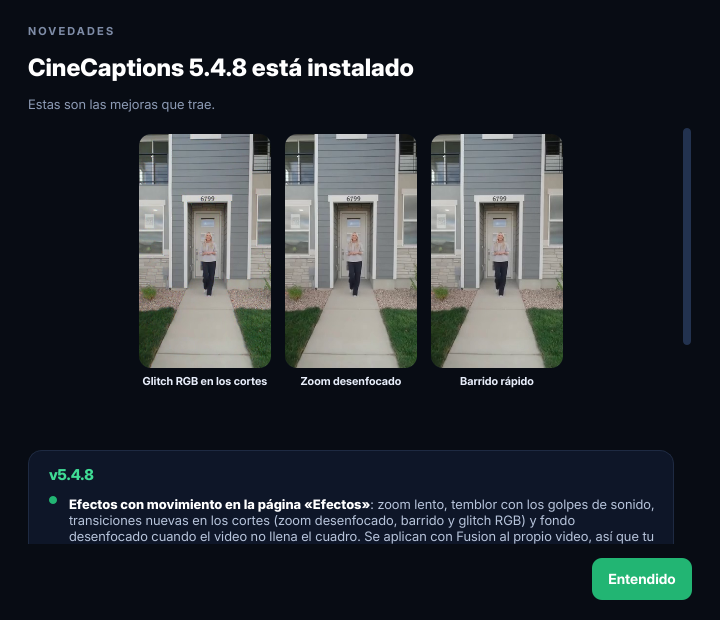 NOVEDADES
CineCaptions 5.4.8 está instalado
Estas son las mejoras que trae.
6799
6799
6799
Glitch RGB en los cortes
Zoom desenfocado
Barrido rápido
v5.4.8
Efectos con movimiento en la página «Efectos»: zoom lento, temblor con los golpes de sonido,
transiciones nuevas en los cortes (zoom desenfocado, barrido y glitch RGB) y fondo
desenfocado cuando el video no llena el cuadro. Se aplican con Fusion al propio video, así que tu
Entendido